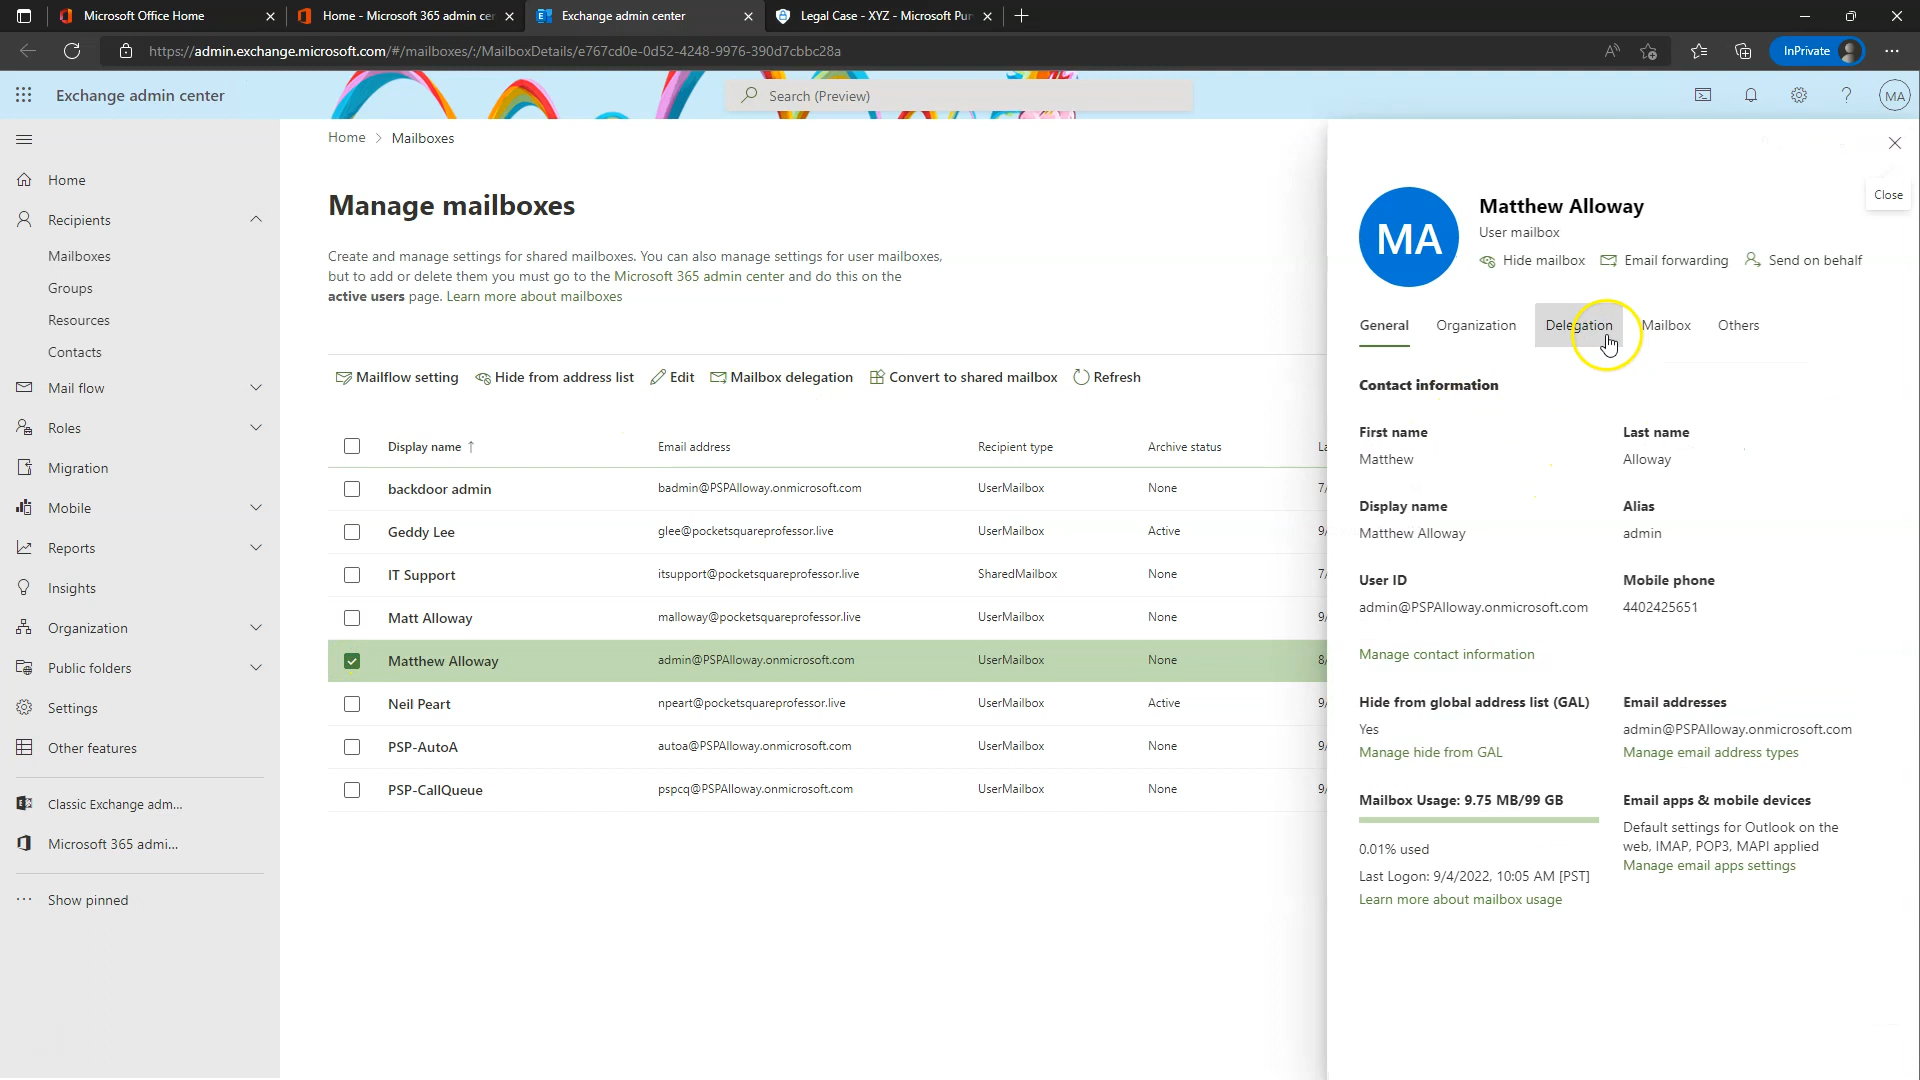 Microsoft Office Home
Home - Microsoft 365 admin cer
Exchange admin center
Legal Case - XYZ - Microsoft Pur
https://admin.exchange.microsoft.com/#/mailboxes/:/MailboxDetails/e767cd0e-0d52-4248-9976-390d7cbbc28a
InPrivate
Exchange admin center
Search (Preview)
MA
Home
Recipients
Mailboxes
Groups
Resources
Contacts
Mail flow
Roles
Migration
Mobile
Reports
Insights
Organization
Public folders
Settings
Other features
Classic Exchange adm...
Microsoft 365 admi...
Show pinned
Home > Mailboxes
Manage mailboxes
Create and manage settings for shared mailboxes. You can also manage settings for user mailboxes,
but to add or delete them you must go to the Microsoft 365 admin center and do this on the
active users page. Learn more about mailboxes
Mailflow setting Hide from address list Edit Mailbox delegation Convert to shared mailbox Refresh
Display name ↑ Email address Recipient type Archive status La
backdoor admin badmin@PSPAlloway.onmicrosoft.com UserMailbox None 7/
Geddy Lee glee@pocketsquareprofessor.live UserMailbox Active 9/
IT Support itsupport@pocketsquareprofessor.live SharedMailbox None 7/
Matt Alloway malloway@pocketsquareprofessor.live UserMailbox None 9/
Matthew Alloway admin@PSPAlloway.onmicrosoft.com UserMailbox None 8/
Neil Peart npeart@pocketsquareprofessor.live UserMailbox Active 9/
PSP-AutoA autoa@PSPAlloway.onmicrosoft.com UserMailbox None 9/
PSP-CallQueue pspcq@PSPAlloway.onmicrosoft.com UserMailbox None 9/
Close
MA
Matthew Alloway
User mailbox
Hide mailbox Email forwarding Send on behalf
General Organization Delegation Mailbox Others
Contact information
First name Last name
Matthew Alloway
Display name Alias
Matthew Alloway admin
User ID Mobile phone
admin@PSPAlloway.onmicrosoft.com 4402425651
Manage contact information
Hide from global address list (GAL) Email addresses
Yes admin@PSPAlloway.onmicrosoft.com
Manage hide from GAL Manage email address types
Mailbox Usage: 9.75 MB/99 GB Email apps & mobile devices
Default settings for Outlook on the
web, IMAP, POP3, MAPI applied
0.01% used
Manage email apps settings
Last Logon: 9/4/2022, 10:05 AM [PST]
Learn more about mailbox usage